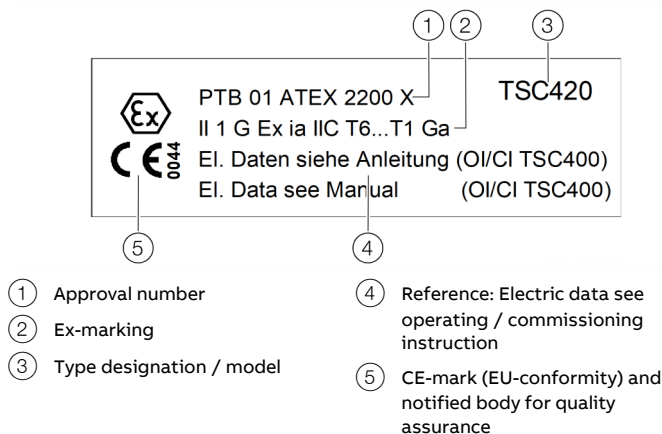 1 2 3
PTB 01 ATEX 2200 X TSC420
II 1 G Ex ia IIC T6...T1 Ga
El. Daten siehe Anleitung (OI/CI TSC400)
El. Data see Manual (OI/CI TSC400)
Ex
CE 0044
5 4
1 Approval number
2 Ex-marking
3 Type designation / model
4 Reference: Electric data see
operating / commissioning
instruction
5 CE-mark (EU-conformity) and
notified body for quality
assurance